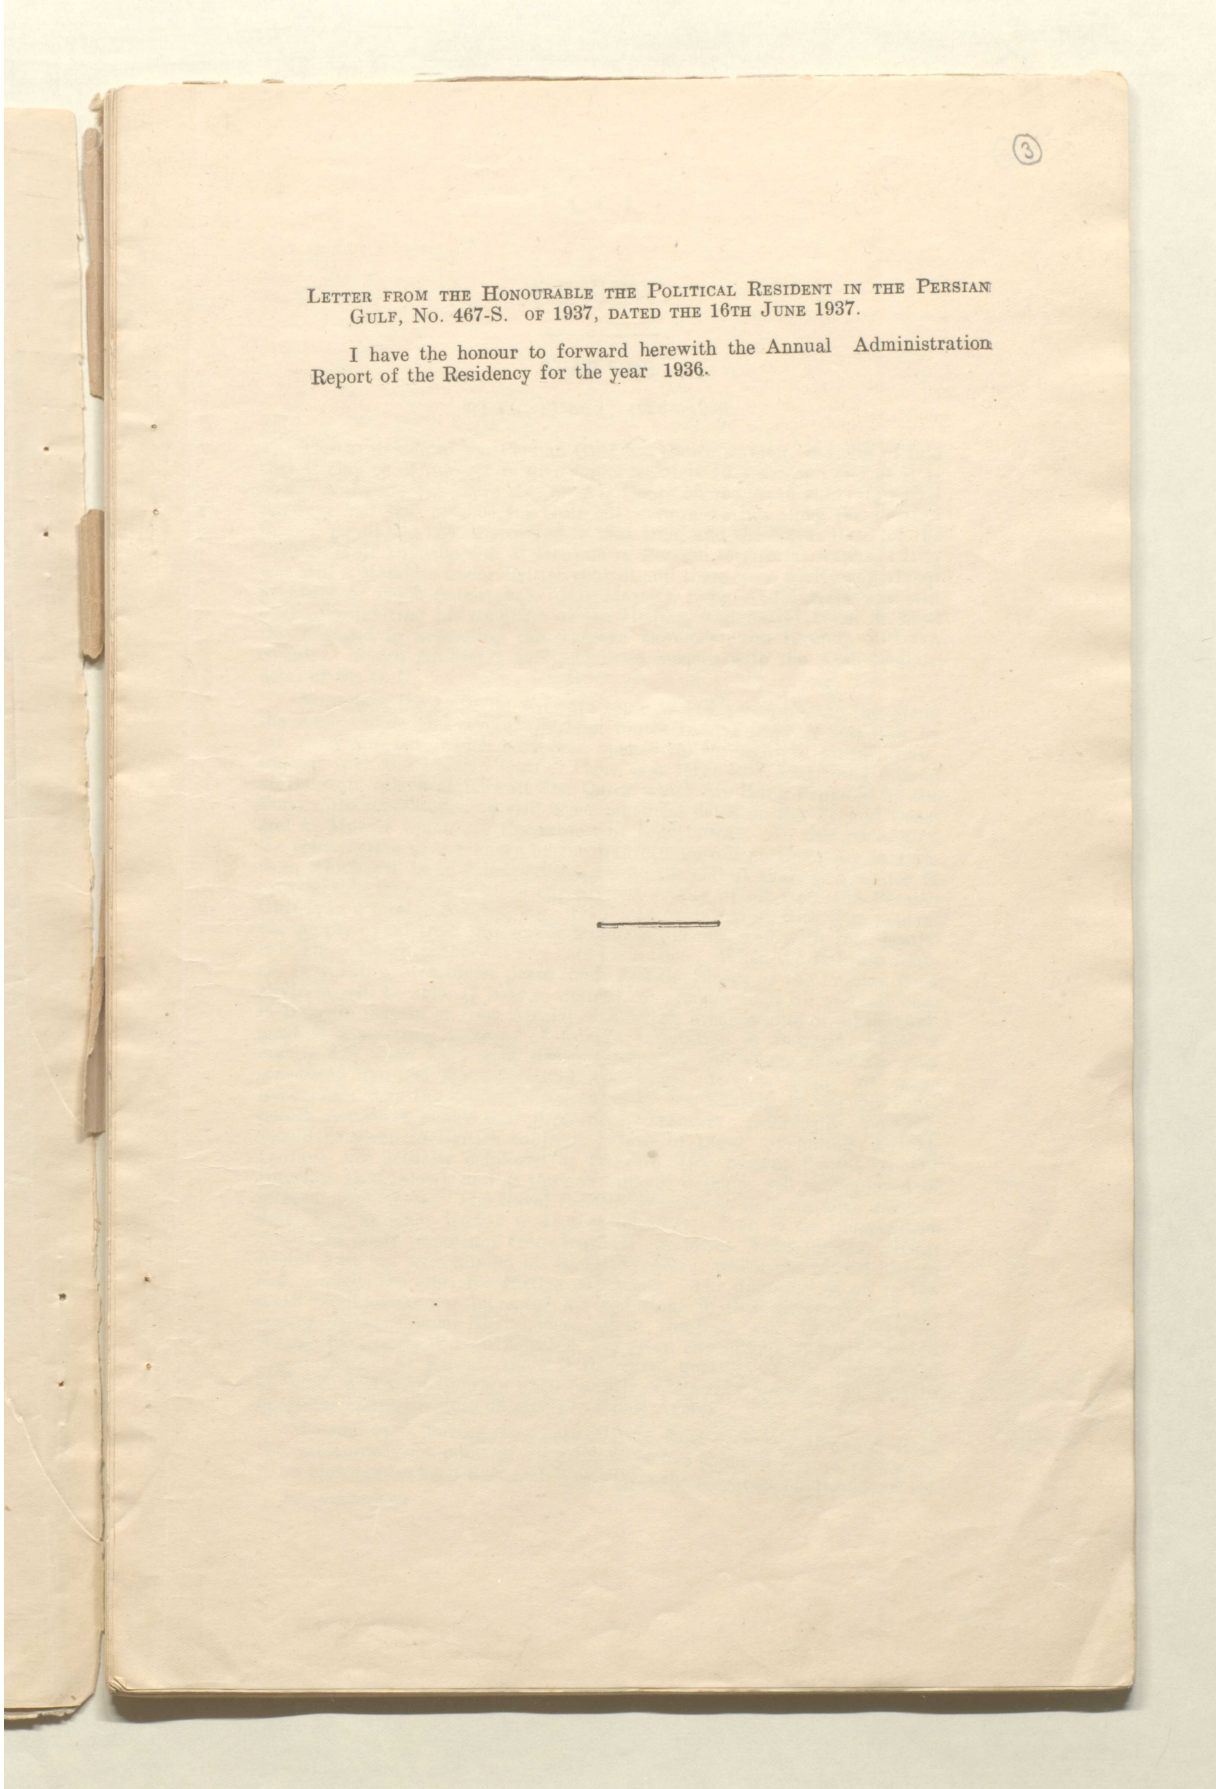 3
LETTER FROM THE HONOURABLE THE POLITICAL RESIDENT IN THE PERSIAN
GULF, NO. 467-S. OF 1937, DATED THE 16TH JUNE 1937.
I have the honour to forward herewith the Annual Administration
Report of the Residency for the year 1936.